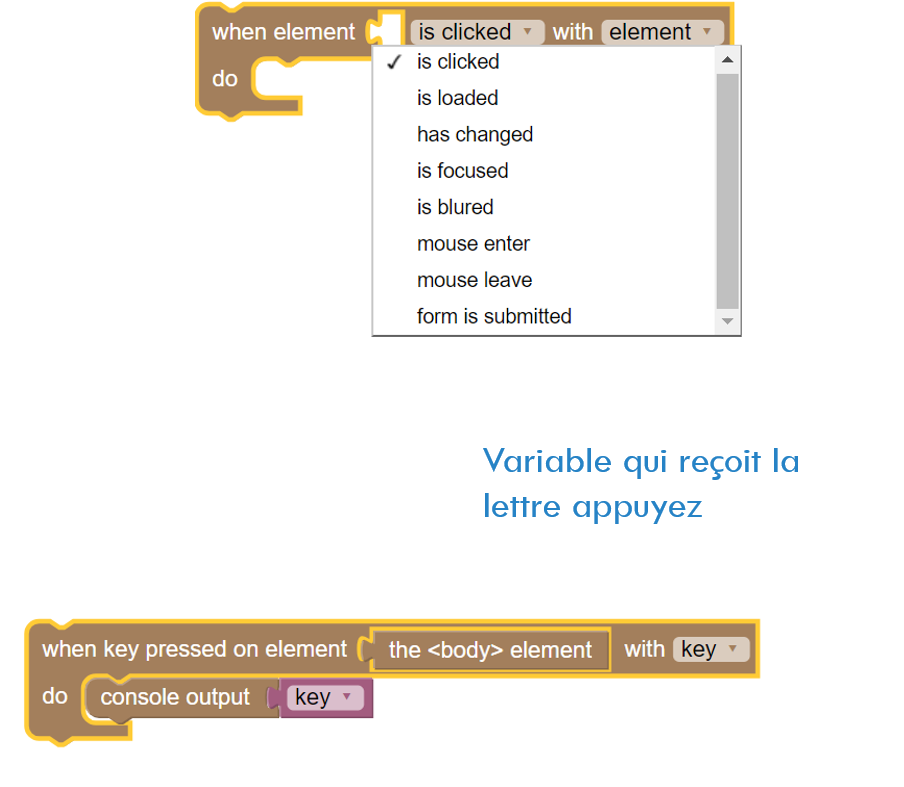 when element is clicked with element
do
✓ is clicked
is loaded
has changed
is focused
is blured
mouse enter
mouse leave
form is submitted
Variable qui reçoit la
lettre appuyez
when key pressed on element the <body> element with key
do console output key